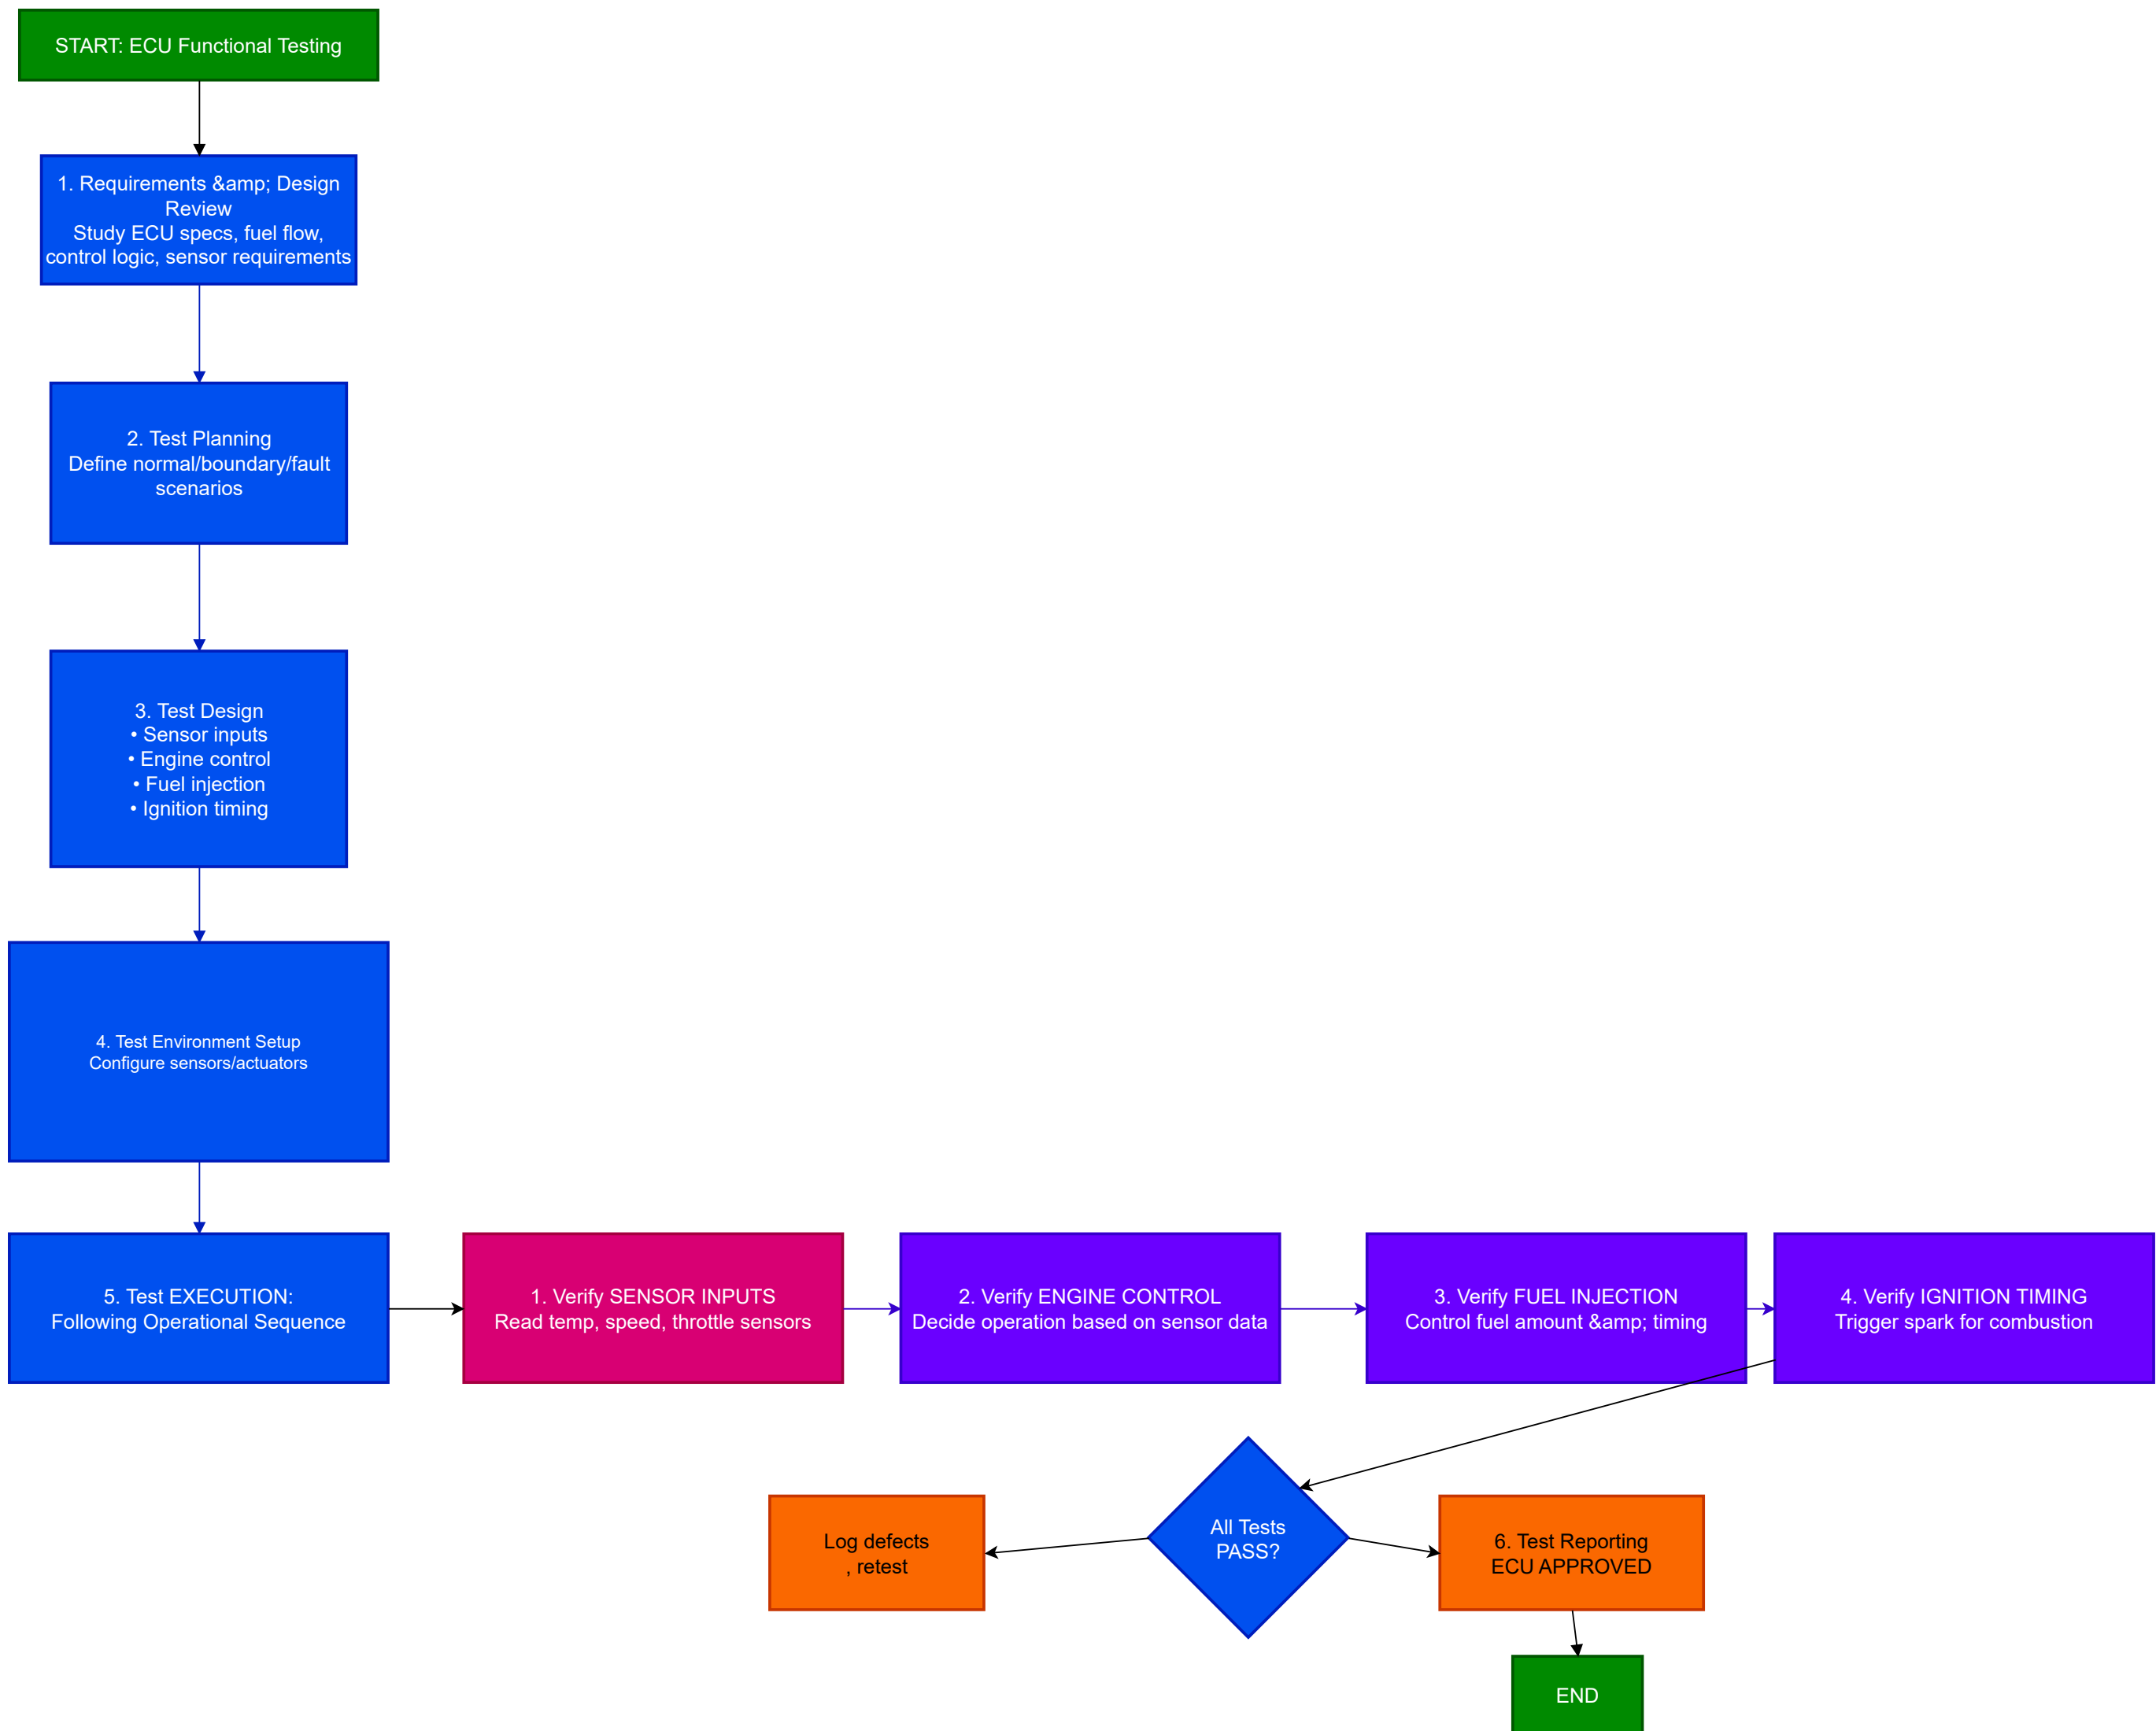 START: ECU Functional Testing
1. Requirements &amp; Design
Review
Study ECU specs, fuel flow,
control logic, sensor requirements
2. Test Planning
Define normal/boundary/fault
scenarios
3. Test Design
• Sensor inputs
• Engine control
• Fuel injection
• Ignition timing
4. Test Environment Setup
Configure sensors/actuators
5. Test EXECUTION:
Following Operational Sequence
1. Verify SENSOR INPUTS
Read temp, speed, throttle sensors
2. Verify ENGINE CONTROL
Decide operation based on sensor data
3. Verify FUEL INJECTION
Control fuel amount &amp; timing
4. Verify IGNITION TIMING
Trigger spark for combustion
All Tests
PASS?
Log defects
, retest
6. Test Reporting
ECU APPROVED
END